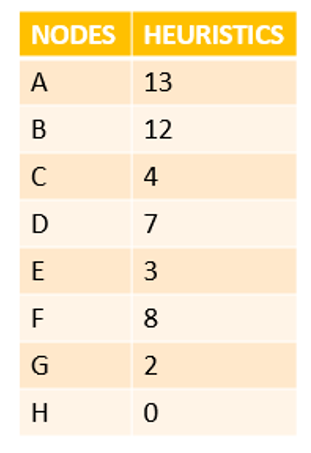 NODES HEURISTICS
A 13
B 12
C 4
D 7
E 3
F 8
G 2
H 0